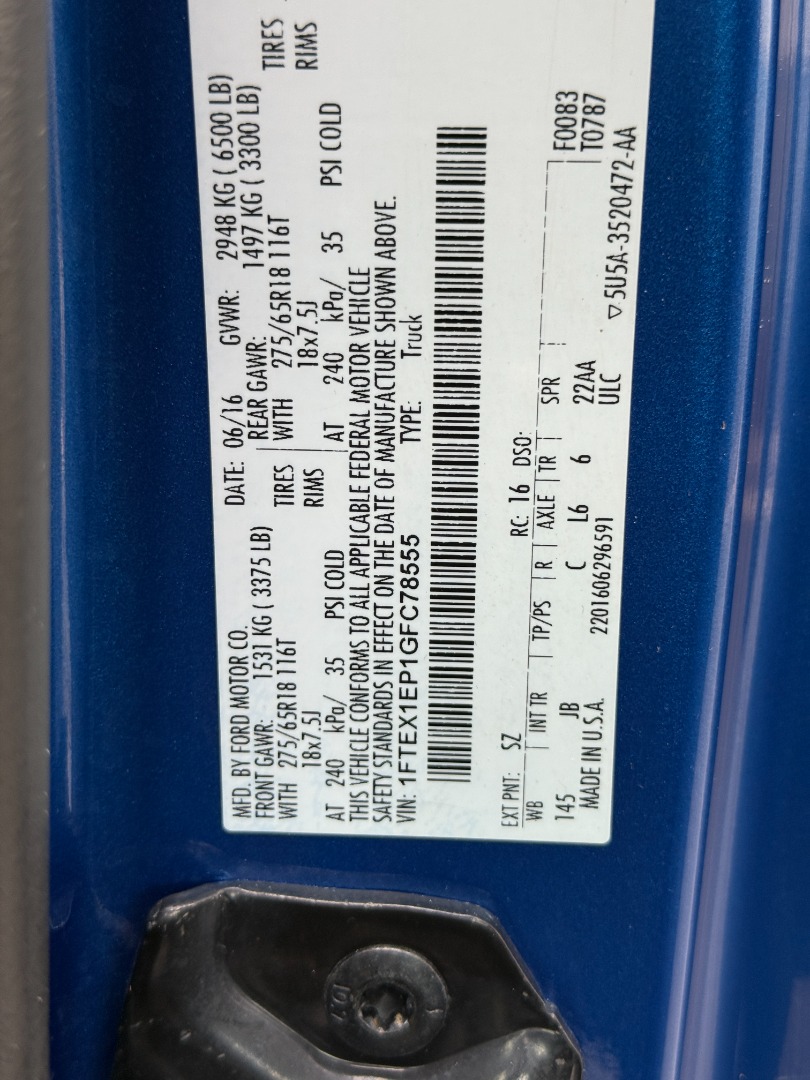 MFD. BY FORD MOTOR CO.
DATE: 06/16 GVWR: 2948 KG ( 6500 LB)
FRONT GAWR: 1531 KG ( 3375 LB)
REAR GAWR: 1497 KG ( 3300 LB)
WITH 275/65R18 116T TIRES
WITH 275/65R18 116T TIRES
18x7.5J RIMS
18x7.5J RIMS
AT 240 kPa/ 35 PSI COLD
AT 240 kPa/ 35 PSI COLD
THIS VEHICLE CONFORMS TO ALL APPLICABLE FEDERAL MOTOR VEHICLE
SAFETY STANDARDS IN EFFECT ON THE DATE OF MANUFACTURE SHOWN ABOVE.
VIN: 1FTEX1EP1GFC78555 TYPE: Truck
EXT PNT: SZ RC: 16 DSO: F0083
WB INT TR TP/PS R AXLE TR SPR T0787
145 JB C L6 6 22AA
MADE IN U.S.A. 2201606296591 ULC ▽5U5A-3520472-AA